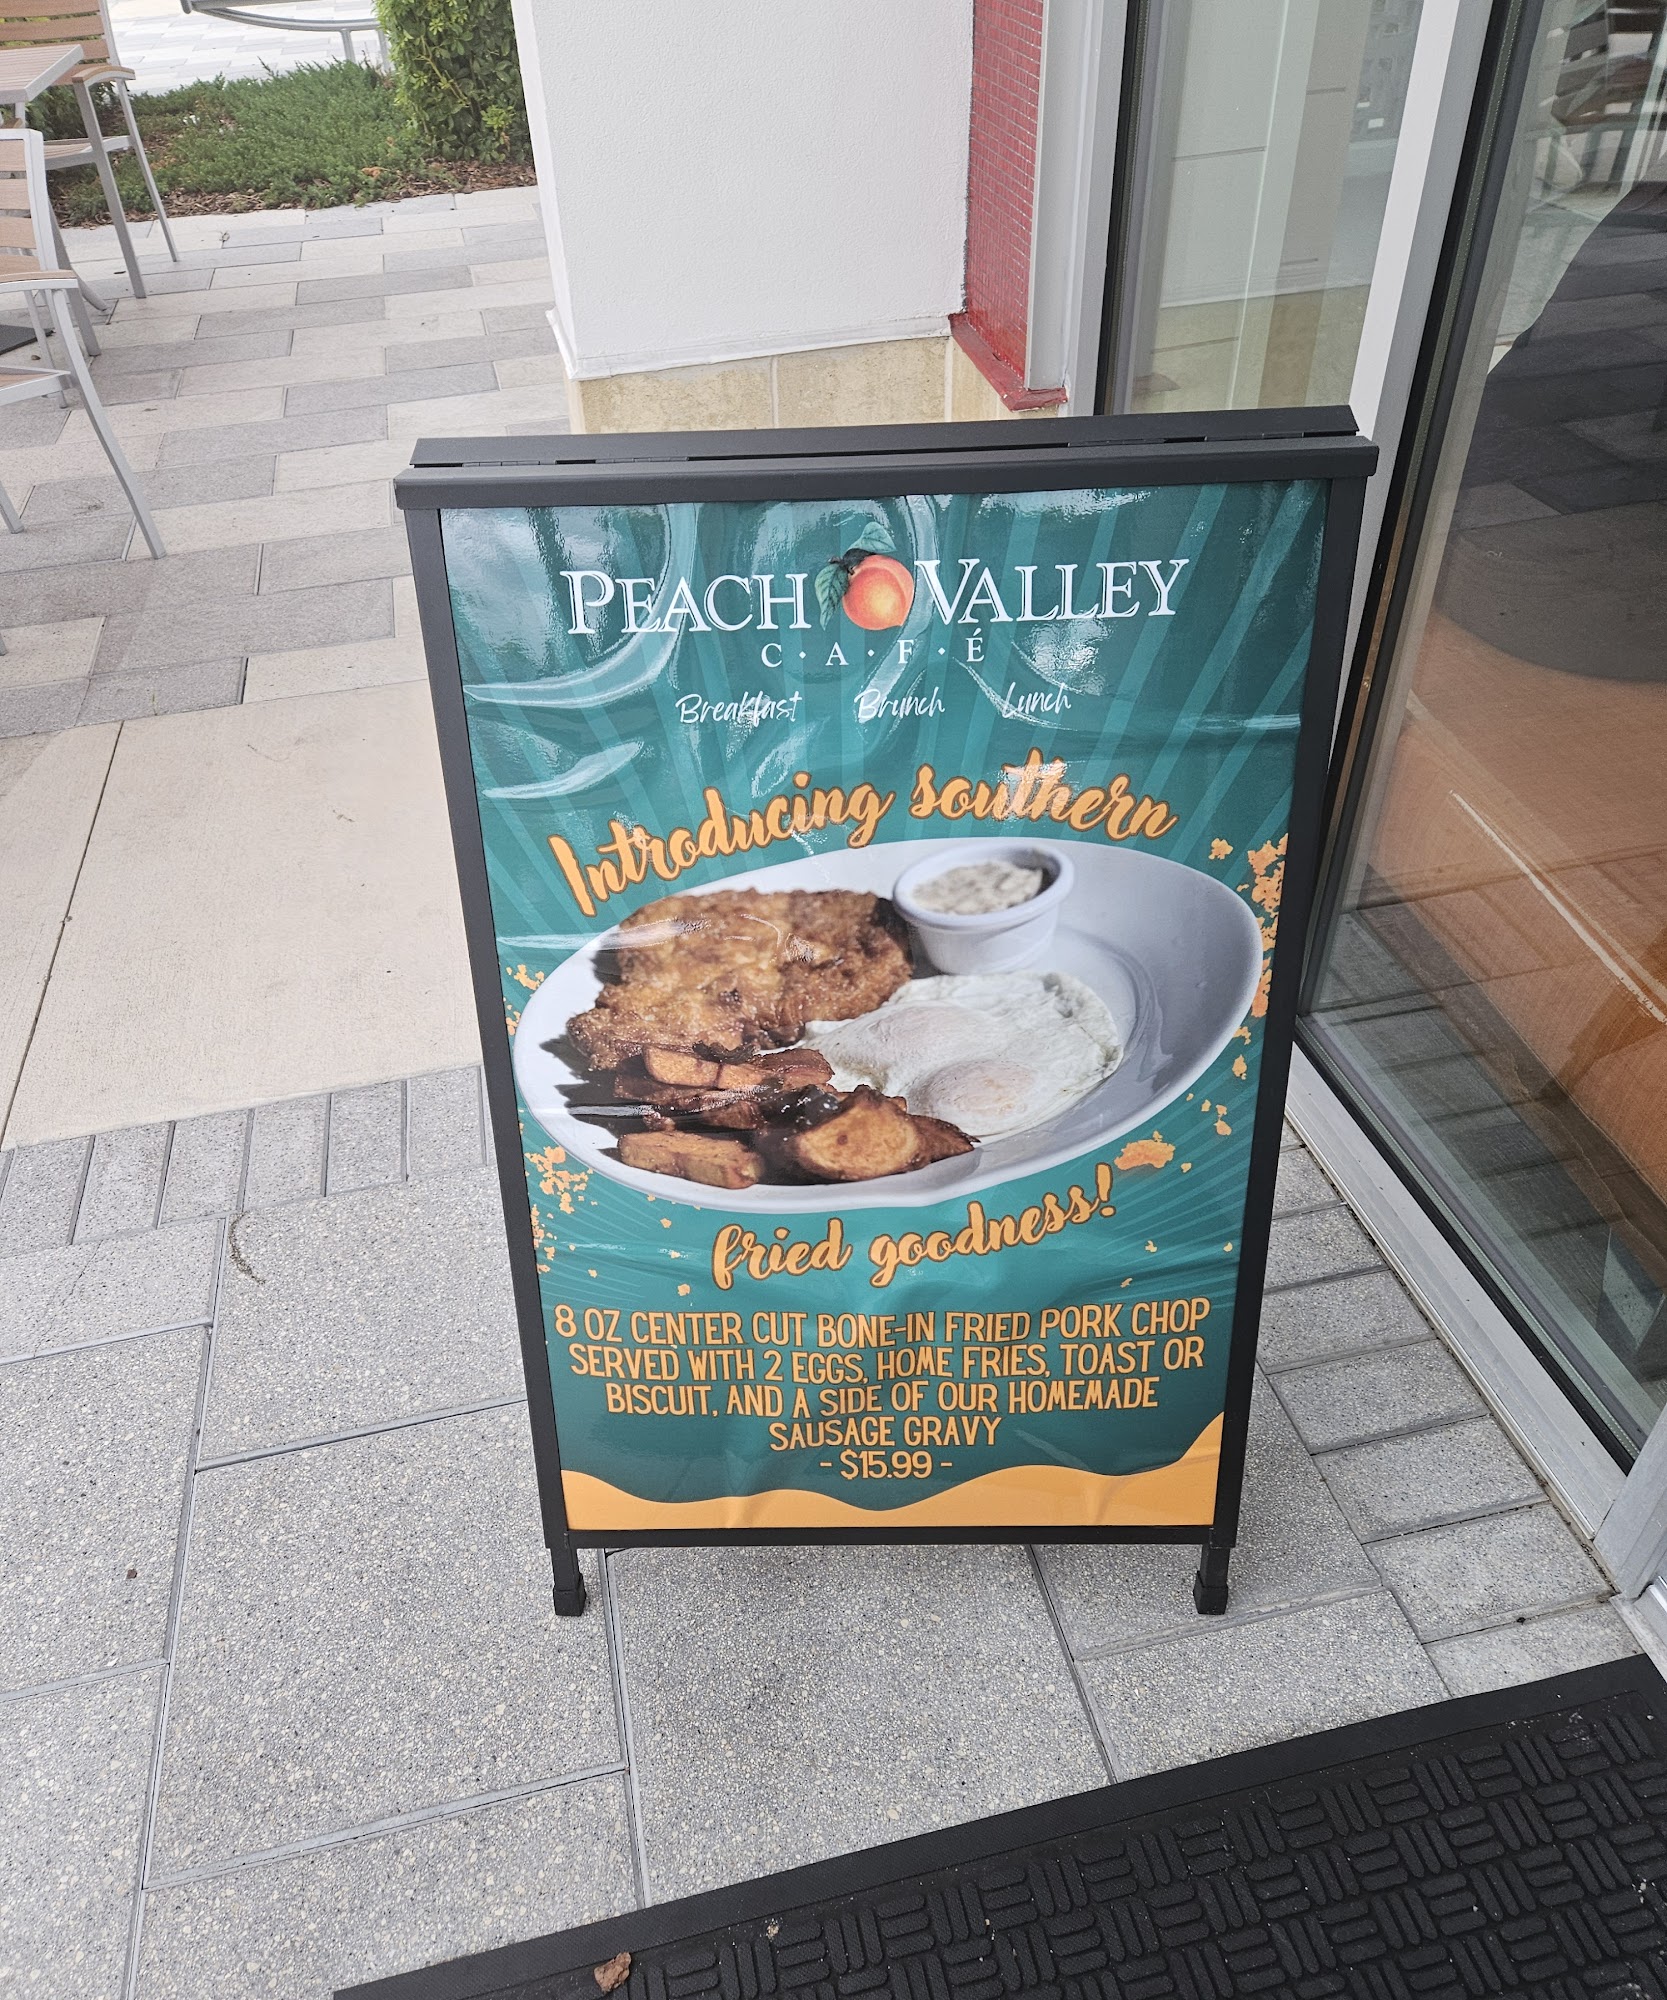 PEACH VALLEY
C·A·F·É
Breakfast Brunch Lunch
Introducing southern
fried goodness!
8 OZ CENTER CUT BONE-IN FRIED PORK CHOP
SERVED WITH 2 EGGS, HOME FRIES, TOAST OR
BISCUIT, AND A SIDE OF OUR HOMEMADE
SAUSAGE GRAVY
- $15.99 -